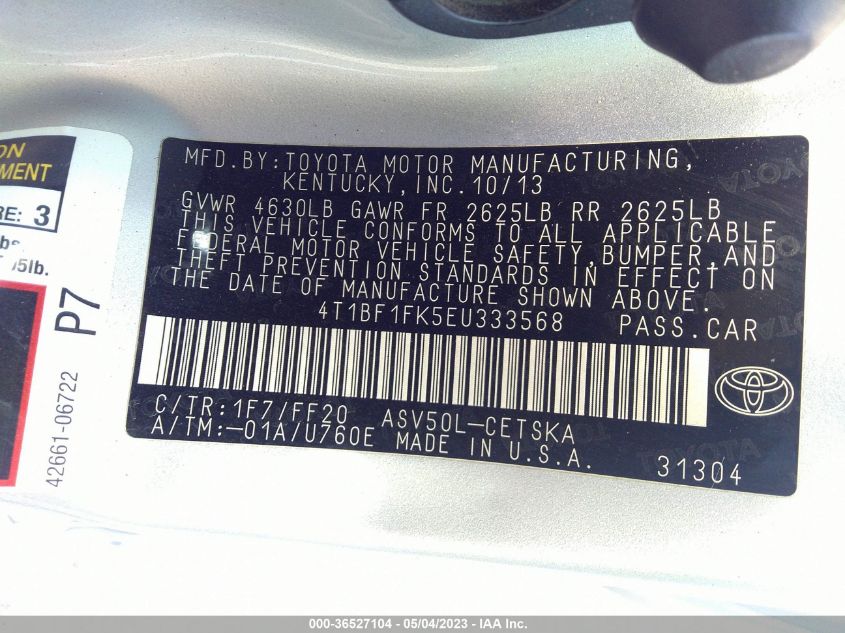 MFD.BY:TOYOTA MOTOR MANUFACTURING,
KENTUCKY,INC.10/13
GVWR 4630LB GAWR FR 2625LB RR 2625LB
THIS VEHICLE CONFORMS TO ALL APPLICABLE
FEDERAL MOTOR VEHICLE SAFETY,BUMPER,AND
THEFT PREVENTION STANDARDS IN EFFECT ON
THE DATE OF MANUFACTURE SHOWN ABOVE.
4T1BF1FK5EU333568 PASS.CAR
C/TR:1F7/FF20 ASV50L-CETSKA
A/TM:-01A/U760E MADE IN U.S.A.
31304
3
P7
42661-06722
000-36527104 - 05/04/2023 - IAA Inc.